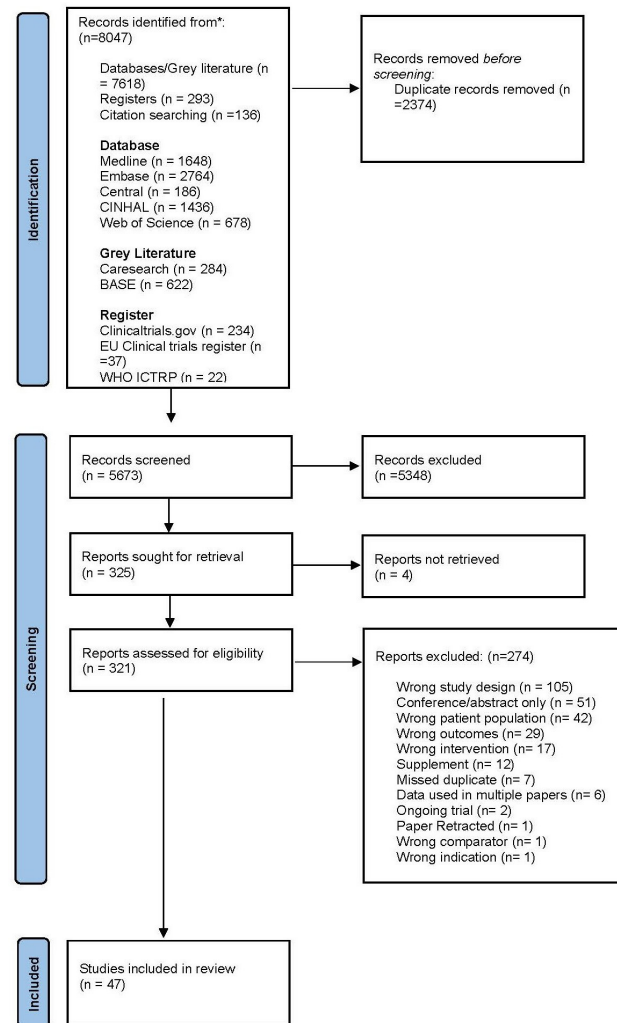 Identification
Records identified from*:
(n=8047)
Databases/Grey literature (n
= 7618)
Registers (n = 293)
Citation searching (n =136)
Database
Medline (n = 1648)
Embase (n = 2764)
Central (n = 186)
CINHAL (n = 1436)
Web of Science (n = 678)
Grey Literature
Caresearch (n = 284)
BASE (n = 622)
Register
Clinicaltrials.gov (n = 234)
EU Clinical trials register (n
=37)
WHO ICTRP (n = 22)
Records removed before
screening:
Duplicate records removed (n
=2374)
Screening
Records screened
(n = 5673)
Records excluded
(n =5348)
Reports sought for retrieval
(n = 325)
Reports not retrieved
(n = 4)
Reports assessed for eligibility
(n = 321)
Reports excluded: (n=274)
Wrong study design (n = 105)
Conference/abstract only (n = 51)
Wrong patient population (n= 42)
Wrong outcomes (n = 29)
Wrong intervention (n= 17)
Supplement (n = 12)
Missed duplicate (n= 7)
Data used in multiple papers (n= 6)
Ongoing trial (n= 2)
Paper Retracted (n= 1)
Wrong comparator (n= 1)
Wrong indication (n= 1)
Included
Studies included in review
(n = 47)